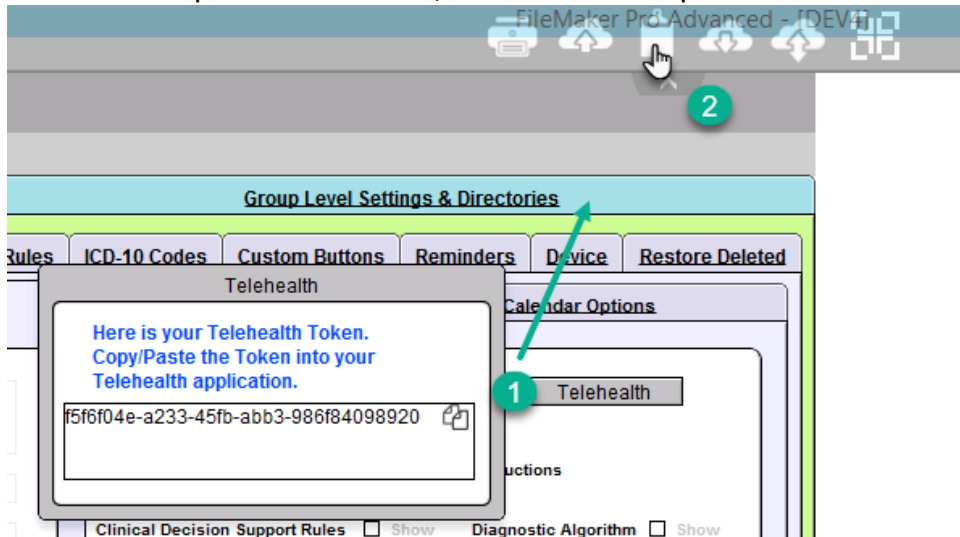 FileMaker Pro Advanced - [DEV4]
2
Group Level Settings & Directories
Rules ICD-10 Codes Custom Buttons Reminders Device Restore Deleted
Telehealth
Calendar Options
Here is your Telehealth Token.
Copy/Paste the Token into your
Telehealth application.
1 Telehealth
f5f6f04e-a233-45fb-abb3-986f84098920
Clinical Decision Support Rules Show Diagnostic Algorithm Show